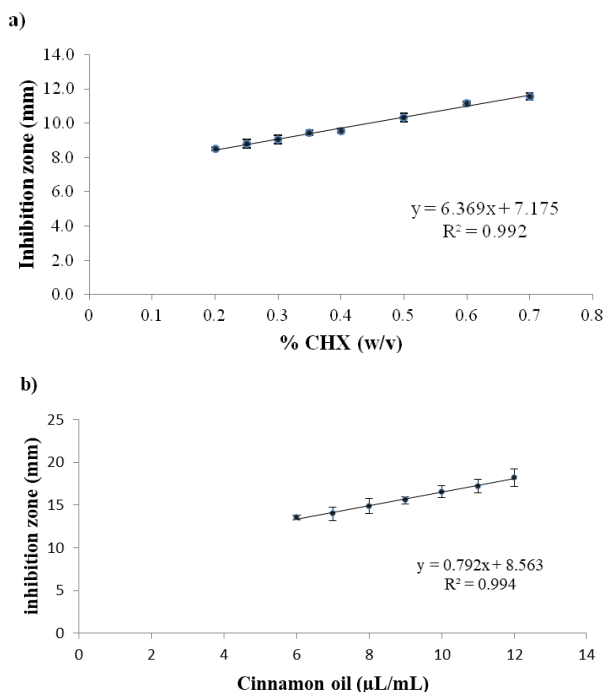 a)
14.0
12.0
10.0
8.0
6.0
4.0
2.0
0.0
Inhibition zone (mm)
y = 6.369x + 7.175
R² = 0.992
0 0.1 0.2 0.3 0.4 0.5 0.6 0.7 0.8
% CHX (w/v)
b)
25
20
15
10
5
0
inhibition zone (mm)
y = 0.792x + 8.563
R² = 0.994
0 2 4 6 8 10 12 14
Cinnamon oil (µL/mL)